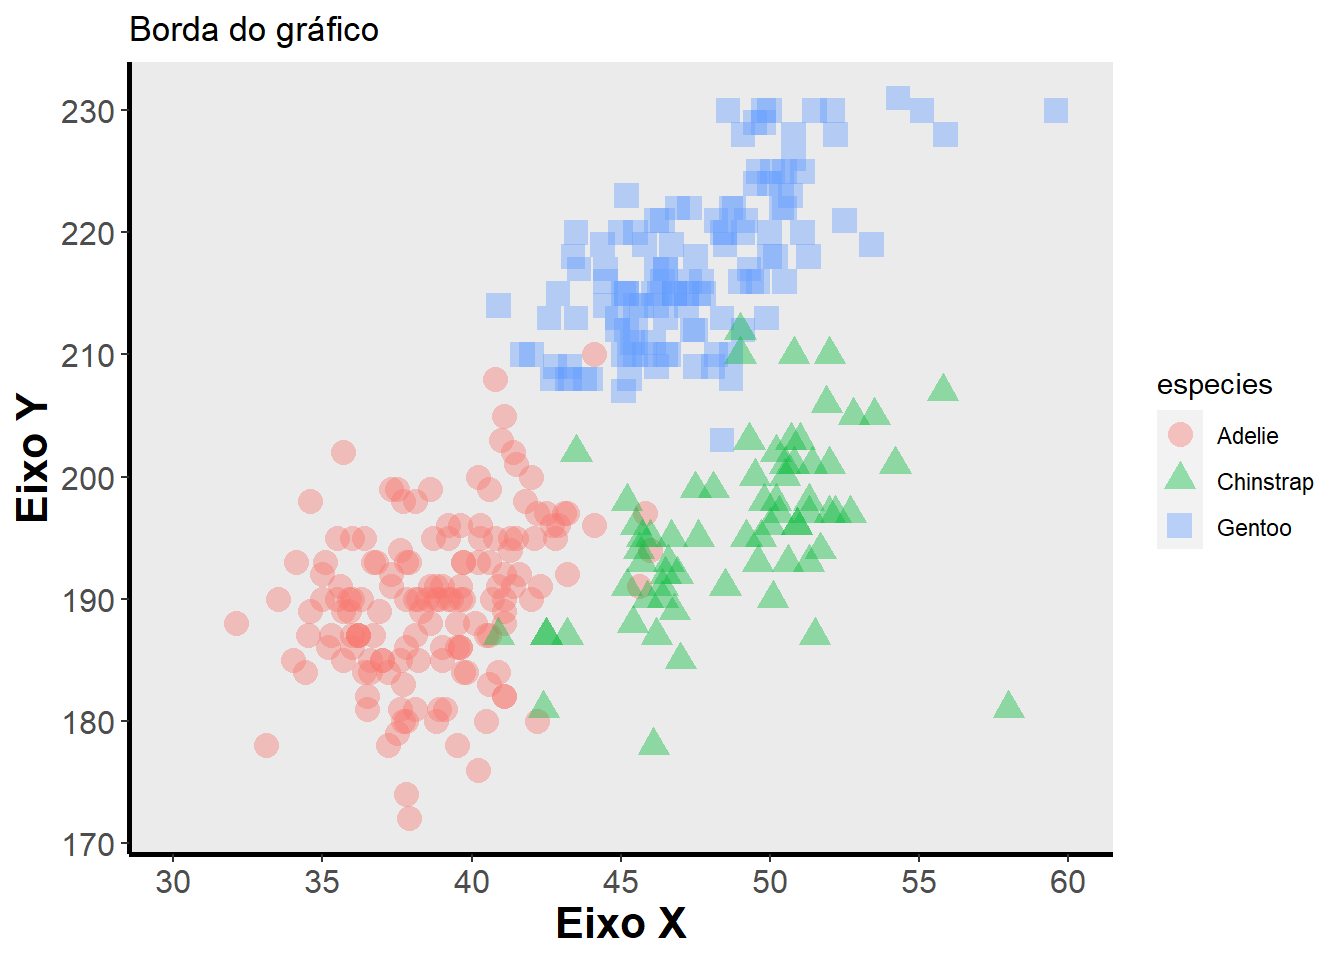 Borda do gráfico
Eixo Y
230
220
210
200
190
180
170
30 35 40 45 50 55 60
Eixo X
especies
Adelie
Chinstrap
Gentoo